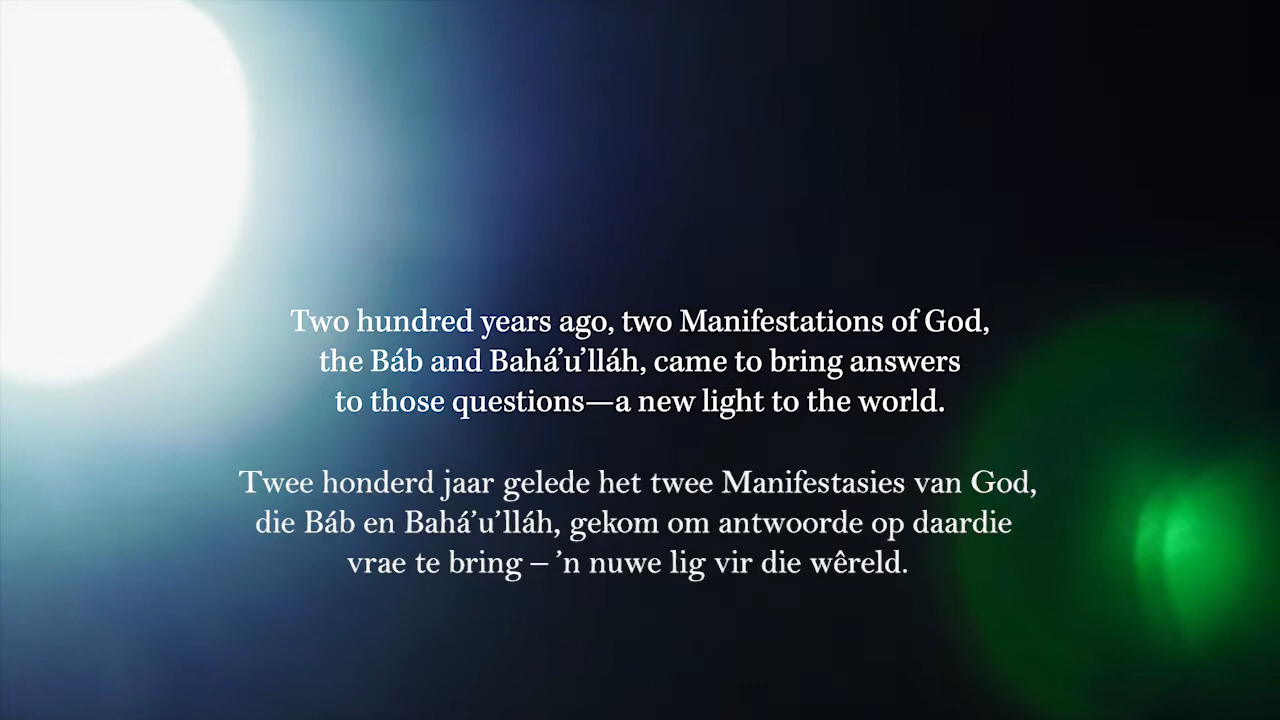 Two hundred years ago, two Manifestations of God,
the Báb and Bahá’u’lláh, came to bring answers
to those questions—a new light to the world.
Twee honderd jaar gelede het twee Manifestasies van God,
die Báb en Bahá’u’lláh, gekom om antwoorde op daardie
vrae te bring – ’n nuwe lig vir die wêreld.